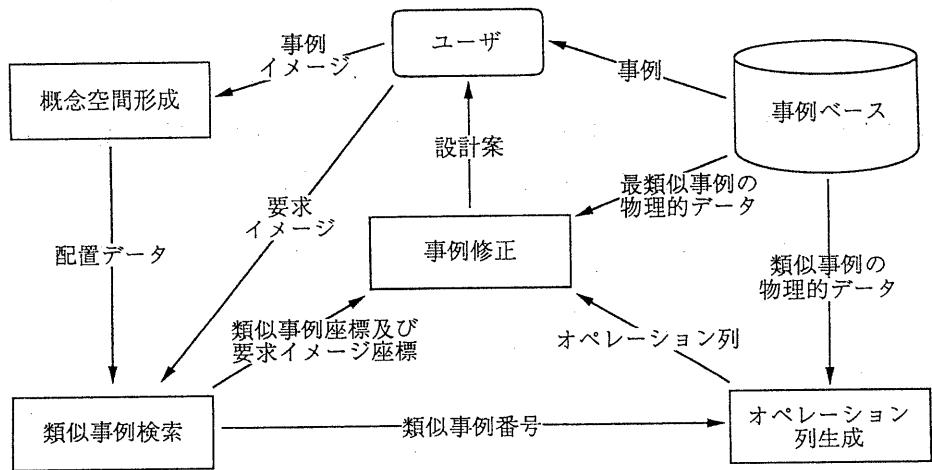 ユーザ
事例
イメージ
事例
概念空間形成
事例ベース
設計案
最類似事例の
物理的データ
要求
イメージ
配置データ
事例修正
類似事例の
物理的データ
類似事例座標及び
要求イメージ座標
オペレーション列
類似事例検索
類似事例番号
オペレーション
列生成